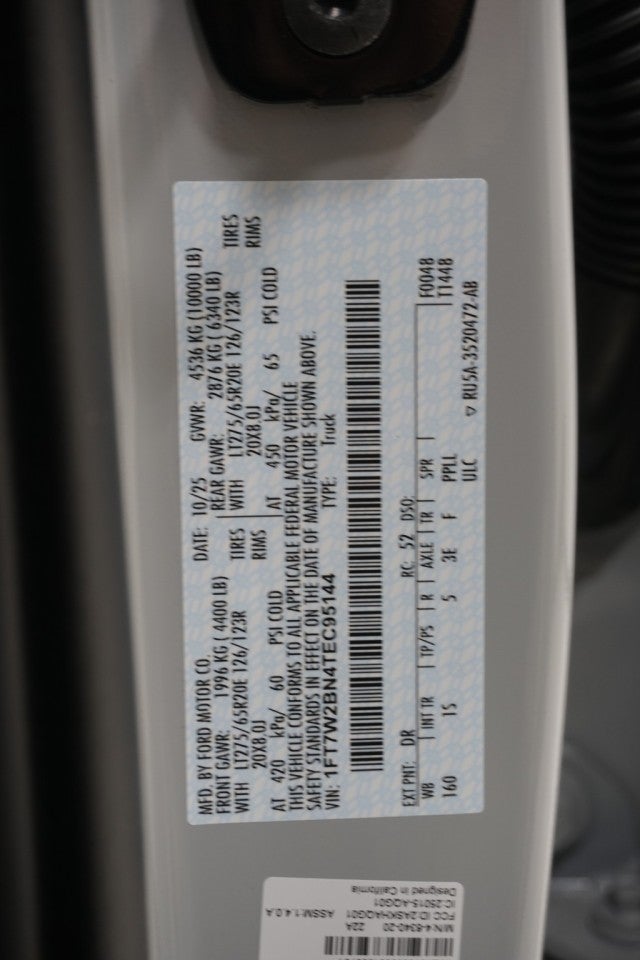 MFD. BY FORD MOTOR CO.
DATE: 10/25 GVWR: 4536 KG (10000 LB)
FRONT GAWR: 1996 KG ( 4400 LB)
REAR GAWR: 2876 KG ( 6340 LB)
WITH LT275/65R20E 126/123R TIRES
WITH LT275/65R20E 126/123R TIRES
20X8.0J RIMS
20X8.0J RIMS
AT 420 kPa/ 60 PSI COLD
AT 450 kPa/ 65 PSI COLD
THIS VEHICLE CONFORMS TO ALL APPLICABLE FEDERAL MOTOR VEHICLE
SAFETY STANDARDS IN EFFECT ON THE DATE OF MANUFACTURE SHOWN ABOVE.
VIN: 1FT7W2BN4TEC95144 TYPE: Truck
EXT PNT: DR RC: 52 DSO:
WB INT TR TP/PS R AXLE TR SPR F0048
160 1S 5 3E F PPLL T1448
ULC ▽ RU5A-3520472-AB
22A
M/N-4-8340-20
FCC ID:2ASKHAQG01 ASSM:1.4.0.A
IC:25015-AQG01
Designed in California